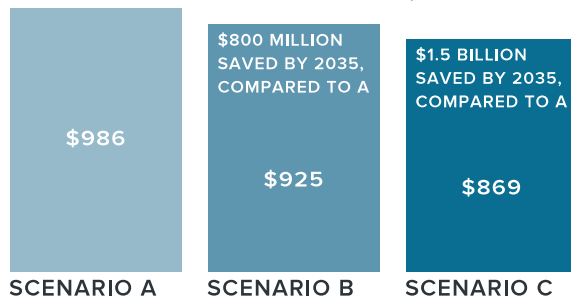 $986
SCENARIO A
$800 MILLION
SAVED BY 2035,
COMPARED TO A
$925
SCENARIO B
$1.5 BILLION
SAVED BY 2035,
COMPARED TO A
$869
SCENARIO C